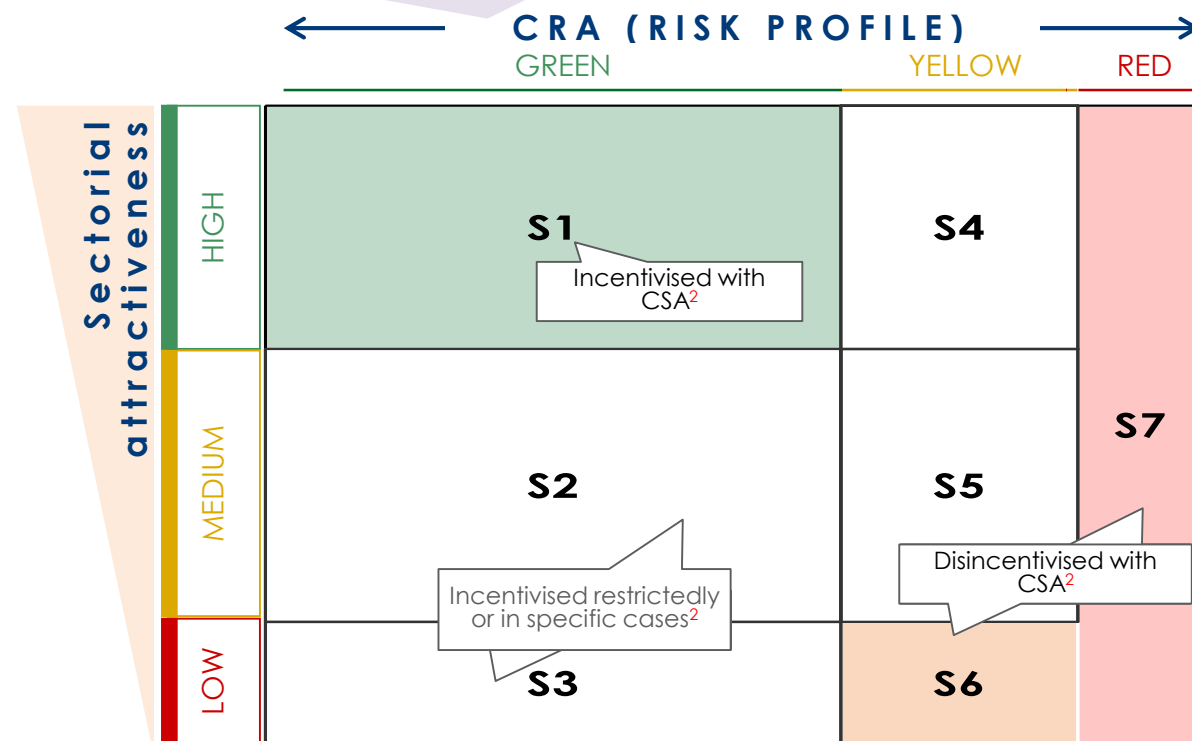 CRA (RISK PROFILE)
GREEN
YELLOW
RED
Sectorial
attractiveness
HIGH
S1
Incentivised with
CSA2
S4
MEDIUM
S2
S5
S7
Incentivised restrictedly
or in specific cases2
Disincentivised with
CSA2
LOW
S3
S6